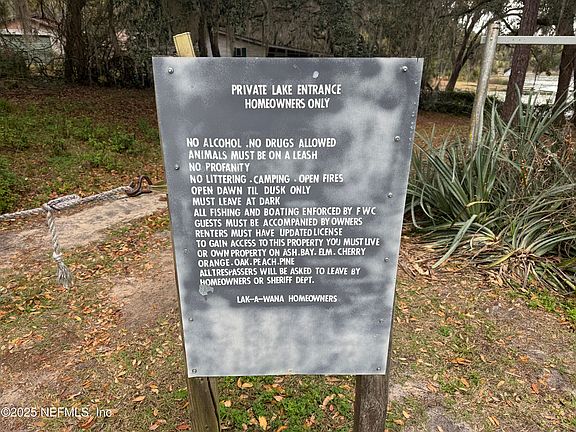 PRIVATE LAKE ENTRANCE
HOMEOWNERS ONLY
NO ALCOHOL . NO DRUGS ALLOWED
ANIMALS MUST BE ON A LEASH
NO PROFANITY
NO LITTERING . CAMPING . OPEN FIRES
OPEN DAWN TIL DUSK ONLY
MUST LEAVE AT DARK
ALL FISHING AND BOATING ENFORCED BY FWC
GUESTS MUST BE ACCOMPANIED BY OWNERS
RENTERS MUST HAVE UPDATED LICENSE
TO GAIN ACCESS TO THIS PROPERTY YOU MUST LIVE
OR OWN PROPERTY ON ASH. BAY. ELM. CHERRY
ORANGE. OAK. PEACH. PINE
ALL TRESPASSERS WILL BE ASKED TO LEAVE BY
HOMEOWNERS OR SHERIFF DEPT.
LAK-A-WANA HOMEOWNERS
©2025 NEFMLS, Inc